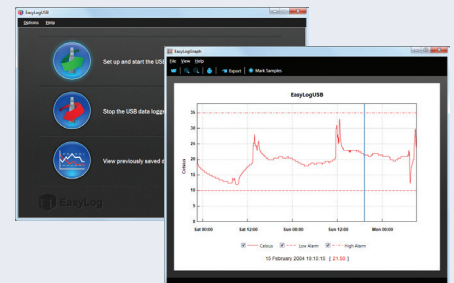 EasyLogUSB
Options Help
Set up and start the USB
Stop the USB data logge
View previously saved d
EasyLog
EasyLogGraph
File View Help
Export Mark Samples
EasyLogUSB
Celsius
35
30
25
20
15
10
5
0
Sat 00:00 Sat 12:00 Sun 00:00 Sun 12:00 Mon 00:00
Celsius Low Alarm High Alarm
15 February 2004 19:15:15 [ 21.50 ]